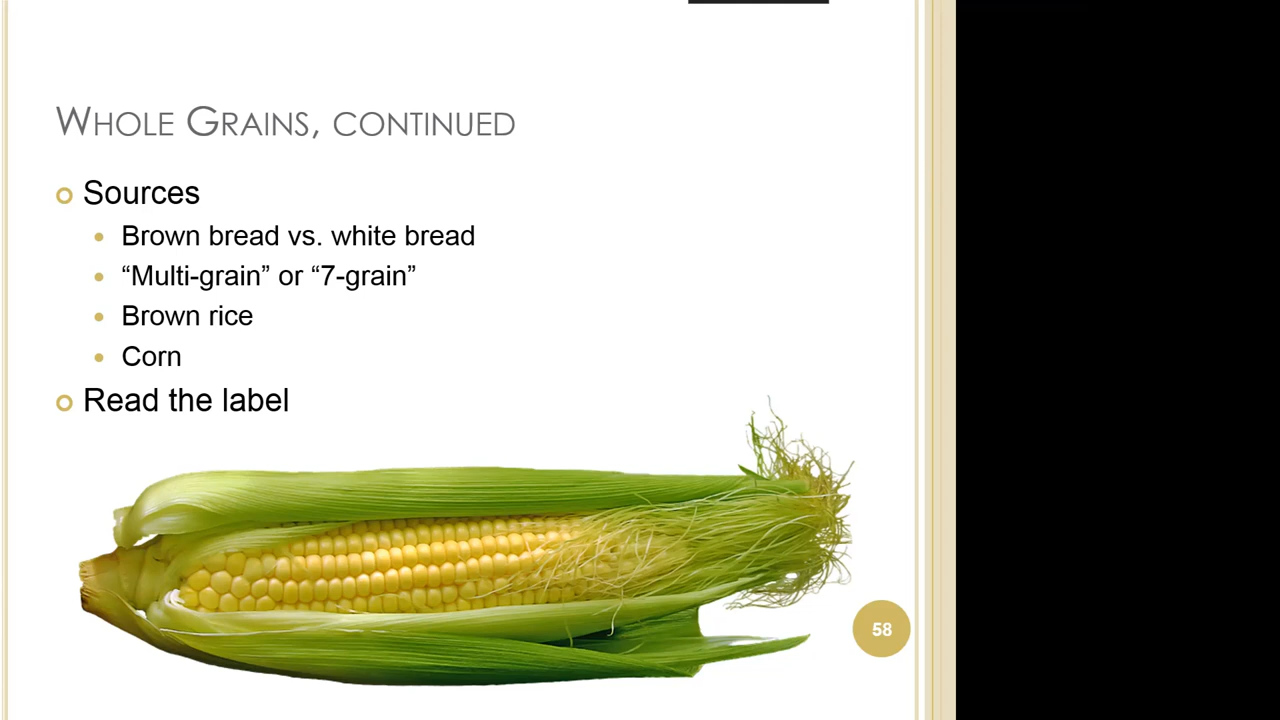 Whole Grains, continued
Sources
Brown bread vs. white bread
“Multi-grain” or “7-grain”
Brown rice
Corn
Read the label
58